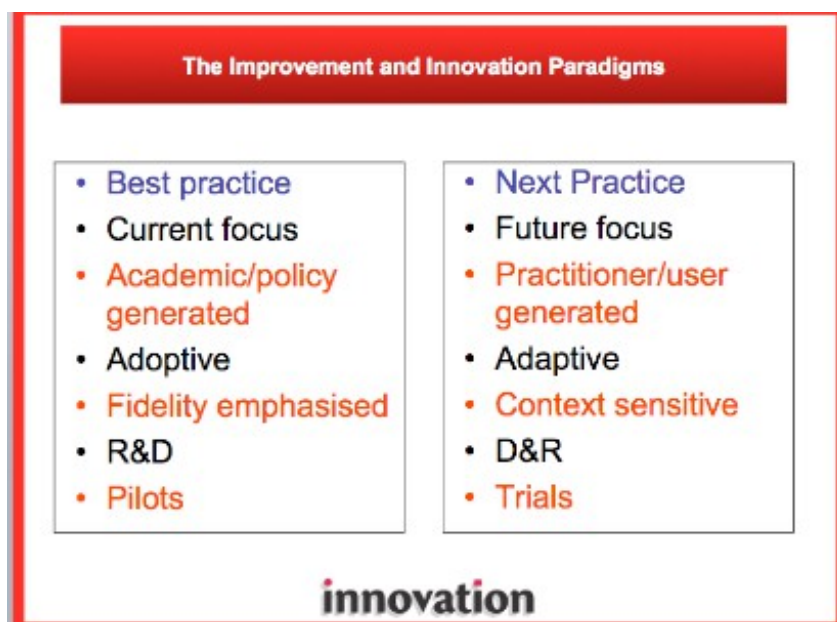 The Improvement and Innovation Paradigms
• Best practice
• Current focus
• Academic/policy
generated
• Adoptive
• Fidelity emphasised
• R&D
• Pilots
• Next Practice
• Future focus
• Practitioner/user
generated
• Adaptive
• Context sensitive
• D&R
• Trials
innovation